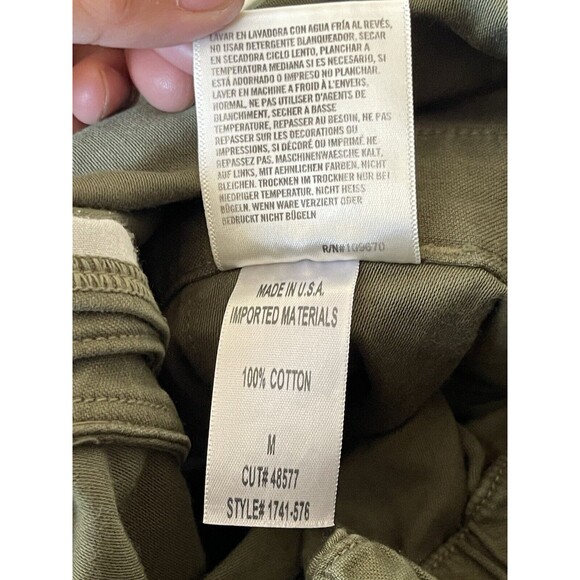 LAVAR EN LAVADORA CON AGUA FRÍA AL REVÉS,
NO USAR DETERGENTE BLANQUEADOR, SECAR
EN SECADORA CICLO LENTO, PLANCHAR A
TEMPERATURA MEDIANA SI ES NECESARIO, SI
ESTÁ ADORNADO O IMPRESO NO PLANCHAR.
LAVER EN MACHINE A FROID À L'ENVERS,
NORMAL, NE PAS UTILISER D'AGENTS DE
BLANCHIMENT, SECHER À BASSE
TEMPERATURE, REPASSER AU BESOIN, NE PAS
REPASSER SUR LES DECORATIONS OU
IMPRESSIONS, SI DÉCORÉ OU IMPRIMÉ NE
REPASSEZ PAS. MASCHINENWAESCHE KALT,
AUF LINKS, MIT AEHNLICHEN FARBEN. NICHT
BLEICHEN. TROCKNEN IM TROCKNER NUR BEI
NIEDRIGER TEMPERATUR. NICHT HEISS
BÜGELN. WENN WARE VERZIERT ODER
BEDRUCKT NICHT BÜGELN
R/N#109670
MADE IN U.S.A.
IMPORTED MATERIALS
100% COTTON
M
CUT# 48577
STYLE# 1741-576